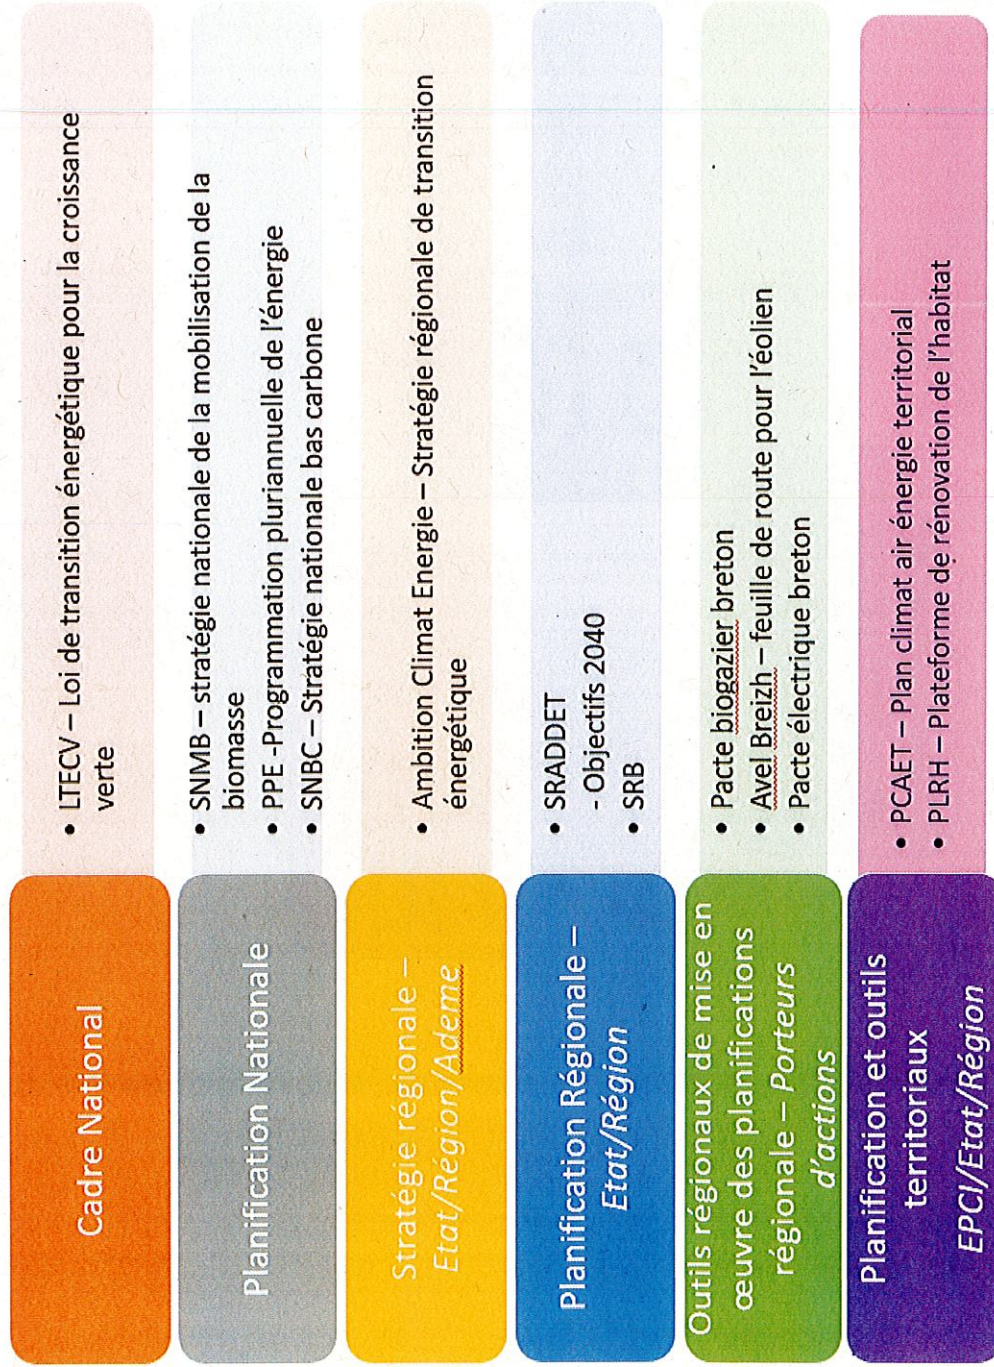 Cadre National
• LTECV – Loi de transition énergétique pour la croissance
verte
Planification Nationale
• SNMB – stratégie nationale de la mobilisation de la
biomasse
• PPE -Programmation pluriannuelle de l'énergie
• SNBC – Stratégie nationale bas carbone
Stratégie régionale –
Etat/Région/Ademe
• Ambition Climat Energie – Stratégie régionale de transition
énergétique
Planification Régionale –
Etat/Région
• SRADDET
- Objectifs 2040
• SRB
Outils régionaux de mise en
œuvre des planifications
régionale – Porteurs
d'actions
• Pacte biogazier breton
• Avel Breizh – feuille de route pour l'éolien
• Pacte électrique breton
Planification et outils
territoriaux
EPCI/Etat/Région
• PCAET – Plan climat air énergie territorial
• PLRH – Plateforme de rénovation de l'habitat